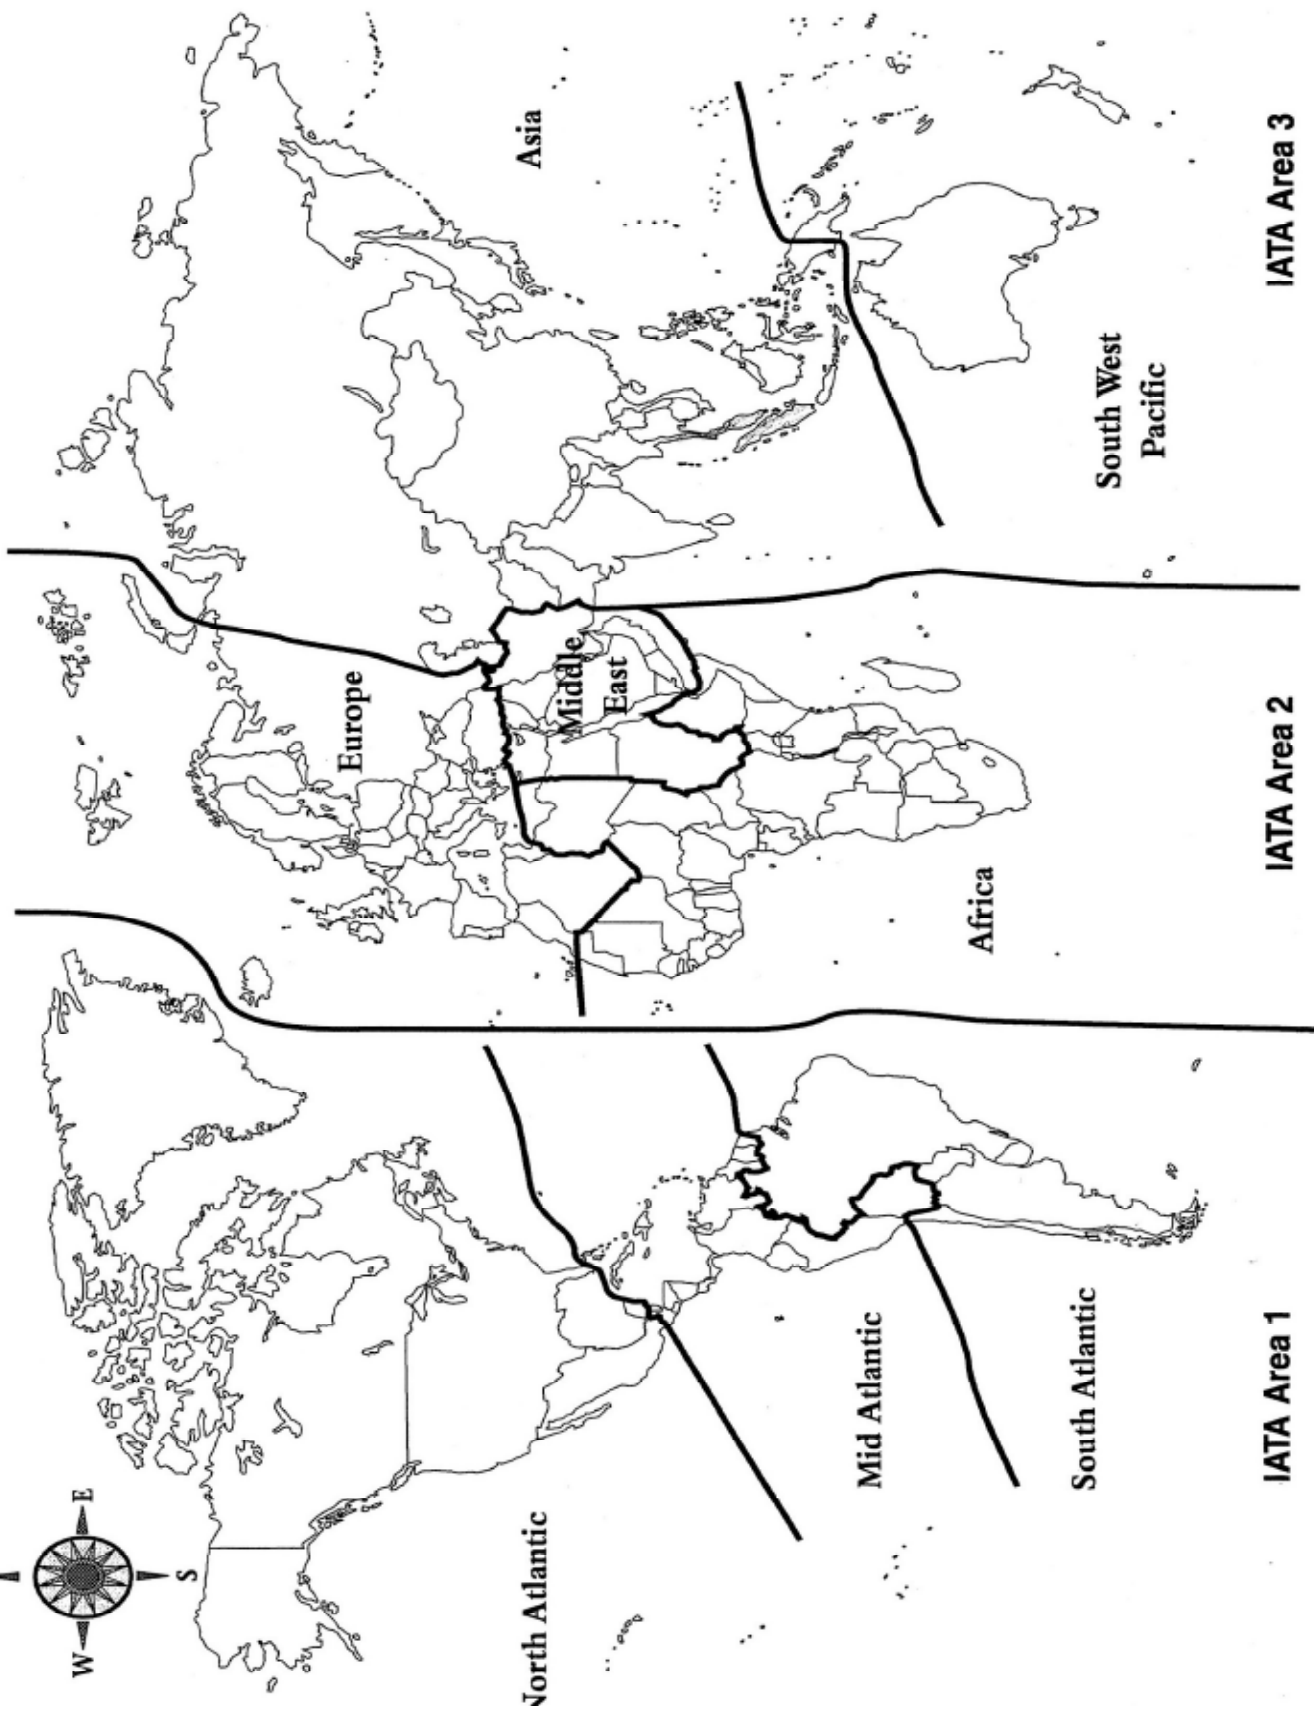 W
E
S
North Atlantic
Mid Atlantic
South Atlantic
IATA Area 1
Europe
Middle
East
Africa
IATA Area 2
Asia
South West
Pacific
IATA Area 3